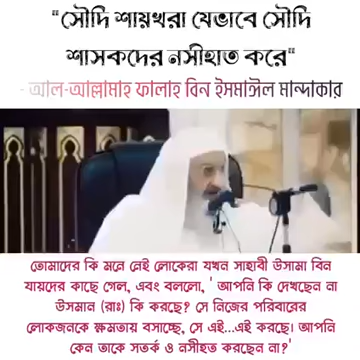 "সৌদি শায়খরা যেভাবে সৌদি
শাসকদের নসীহাত করে"
- আল-আল্লামাহ ফালাহ বিন ইসমাঈল মান্দাকার
তোমাদের কি মনে নেই লোকেরা যখন সাহাবী উসামা বিন
যায়দের কাছে গেল, এবং বললো, ' আপনি কি দেখছেন না
উসমান (রাঃ) কি করছে? সে নিজের পরিবারের
লোকজনকে ক্ষমতায় বসাচ্ছে, সে এই...এই করছে। আপনি
কেন তাকে সতর্ক ও নসীহত করছেন না?'